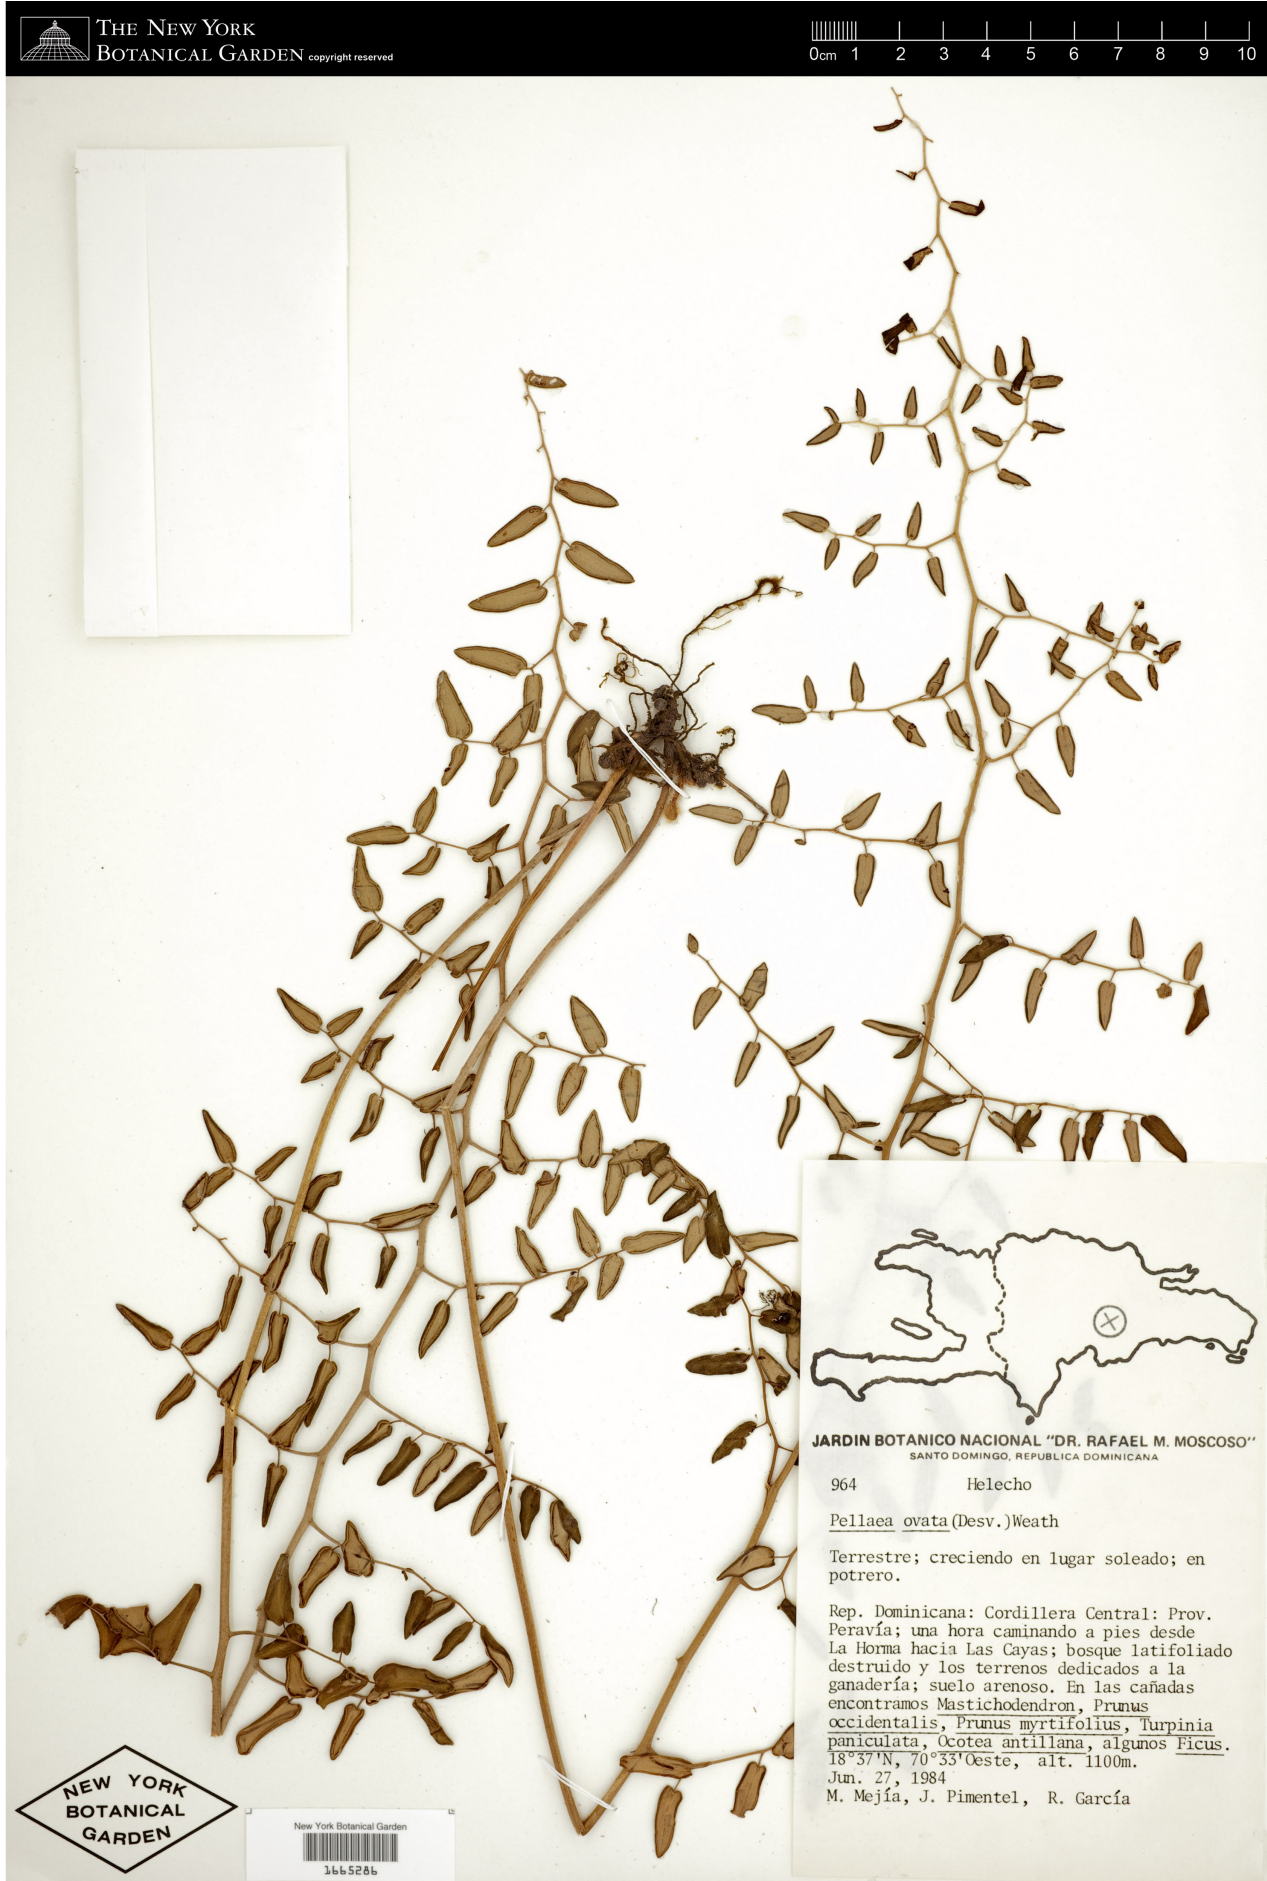 THE NEW YORK
BOTANICAL GARDEN copyright reserved
0cm 1 2 3 4 5 6 7 8 9 10
JARDIN BOTANICO NACIONAL "DR. RAFAEL M. MOSCOSO"
SANTO DOMINGO, REPUBLICA DOMINICANA
964 Helecho
Pellaea ovata (Desv.) Weath
Terrestre; creciendo en lugar soleado; en
potrero.
Rep. Dominicana: Cordillera Central: Prov.
Peravía; una hora caminando a pies desde
La Horma hacia Las Cayas; bosque latifoliado
destruido y los terrenos dedicados a la
ganadería; suelo arenoso. En las cañadas
encontramos Mastichodendron, Prunus
occidentalis, Prunus myrtifolius, Turpinia
paniculata, Ocotea antillana, algunos Ficus.
18°37'N, 70°33'Oeste, alt. 1100m.
Jun. 27, 1984
M. Mejía, J. Pimentel, R. García
NEW YORK
BOTANICAL
GARDEN
New York Botanical Garden
1665286